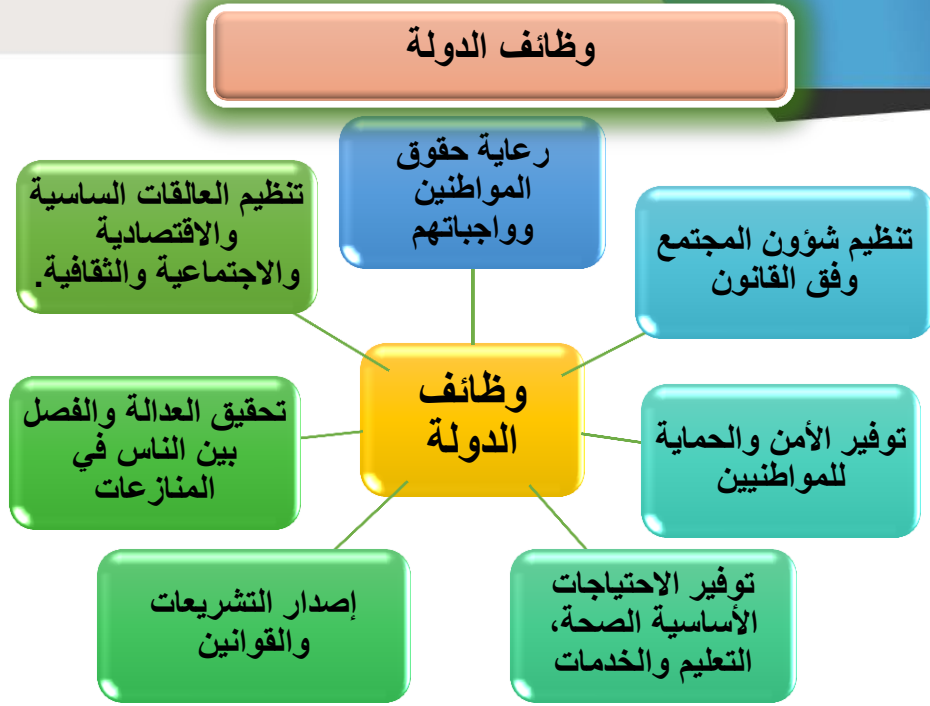 وظائف الدولة
رعاية حقوق
المواطنين
وواجباتهم
تنظيم شؤون المجتمع
وفق القانون
توفير الأمن والحماية
للمواطنيين
توفير الاحتياجات
الأساسية الصحة،
التعليم والخدمات
إصدار التشريعات
والقوانين
تحقيق العدالة والفصل
بين الناس في
المنازعات
تنظيم العالقات الساسية
والاقتصادية
والاجتماعية والثقافية.
وظائف
الدولة